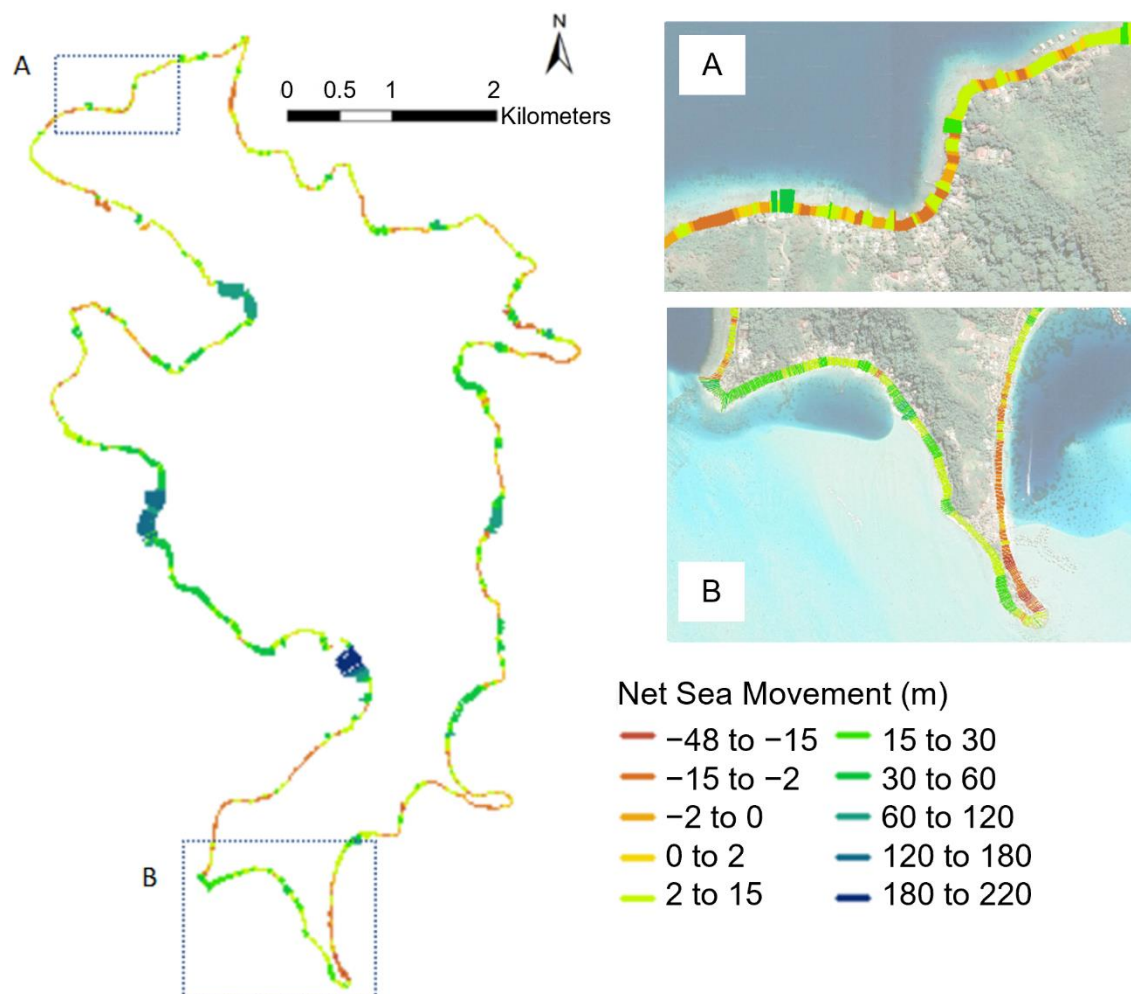 A
N
0 0.5 1 2
Kilometers
B
A
B
Net Sea Movement (m)
−48 to −15
−15 to −2
−2 to 0
0 to 2
2 to 15
15 to 30
30 to 60
60 to 120
120 to 180
180 to 220